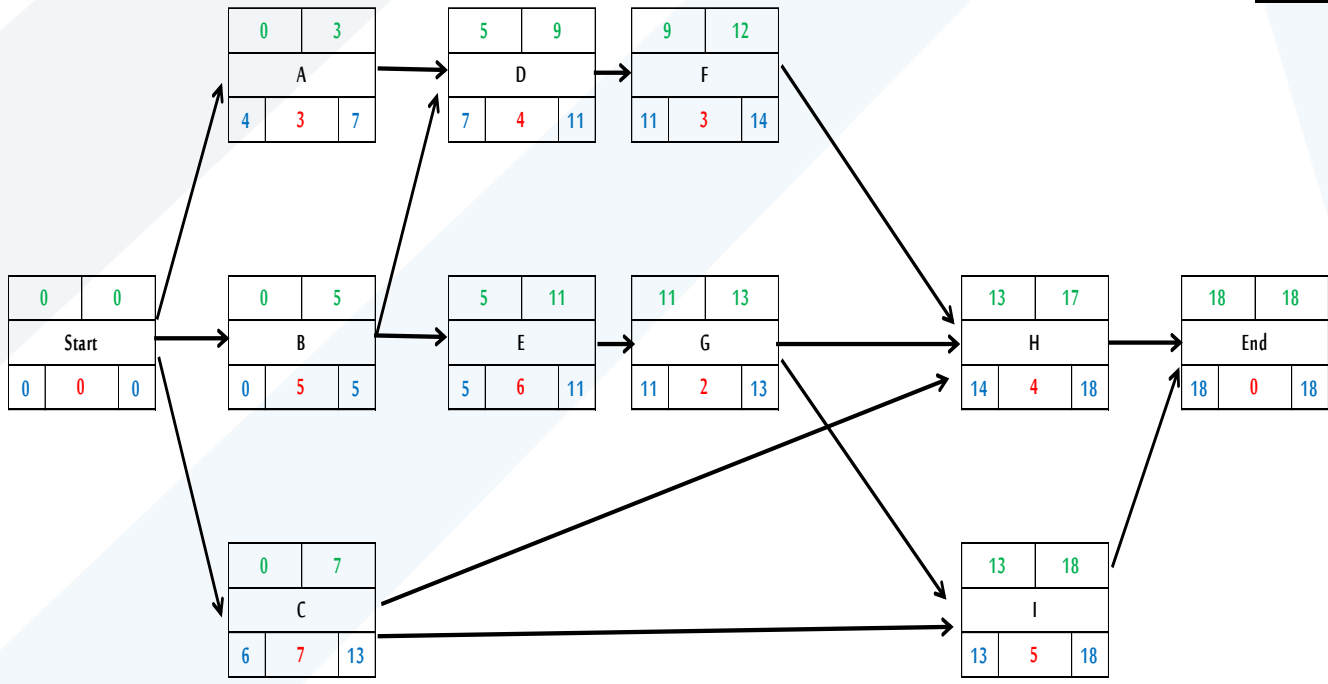 0 3
A
4 3 7
5 9
D
7 4 11
9 12
F
11 3 14
0 0
Start
0 0 0
0 5
B
0 5 5
5 11
E
5 6 11
11 13
G
11 2 13
13 17
H
14 4 18
18 18
End
18 0 18
0 7
C
6 7 13
13 18
I
13 5 18